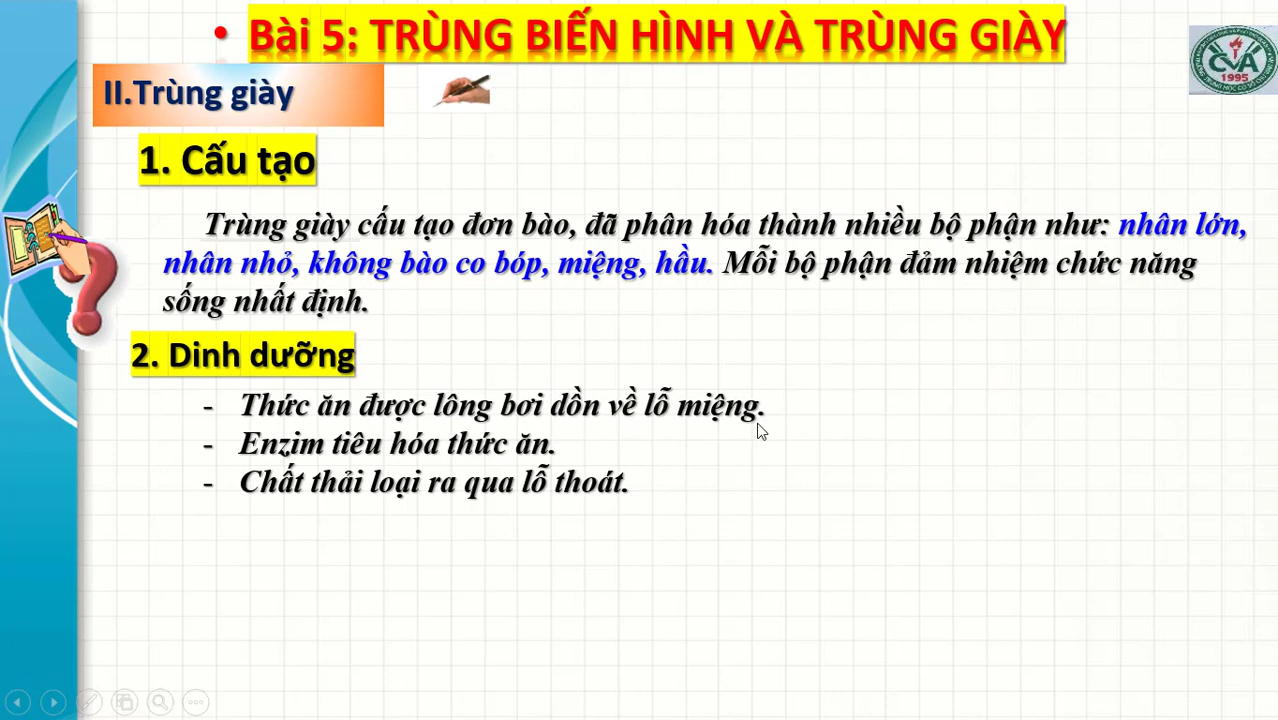 • Bài 5: TRÙNG BIẾN HÌNH VÀ TRÙNG GIÀY
CVA
1995
II.Trùng giày
1. Cấu tạo
Trùng giày cấu tạo đơn bào, đã phân hóa thành nhiều bộ phận như: nhân lớn,
nhân nhỏ, không bào co bóp, miệng, hầu. Mỗi bộ phận đảm nhiệm chức năng
sống nhất định.
2. Dinh dưỡng
- Thức ăn được lông bơi dồn về lỗ miệng.
- Enzim tiêu hóa thức ăn.
- Chất thải loại ra qua lỗ thoát.